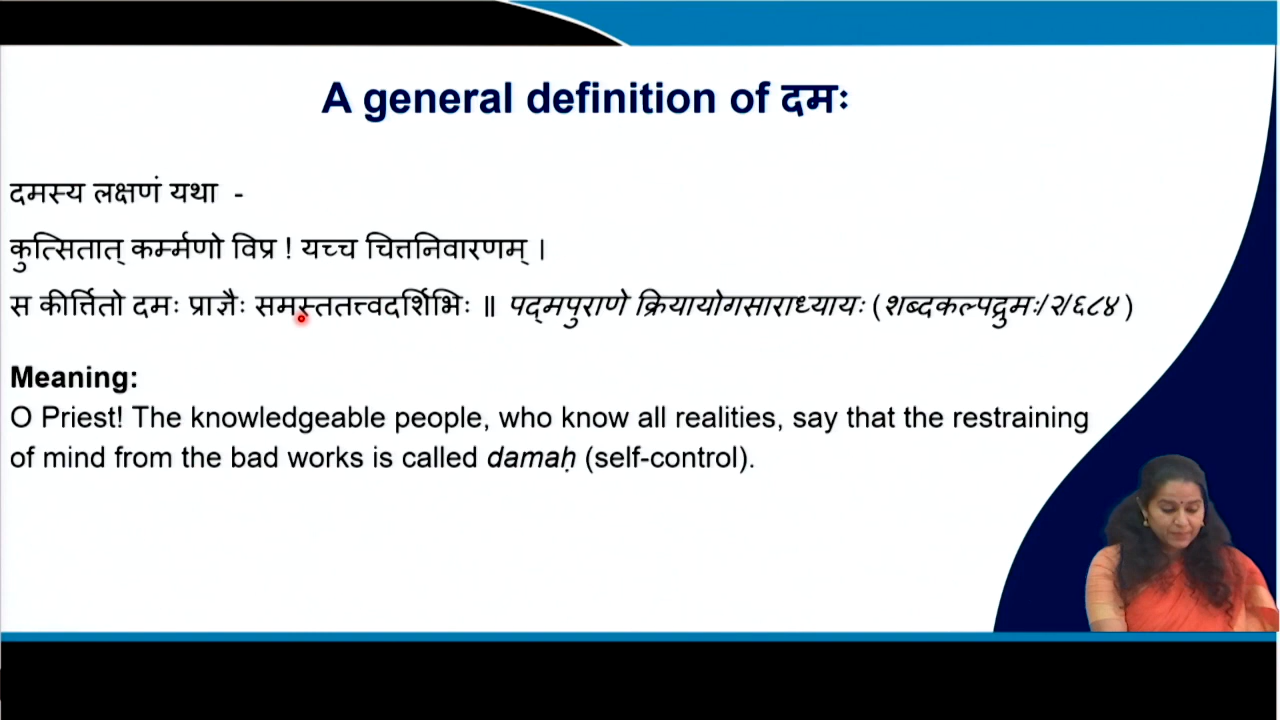 A general definition of दमः
दमस्य लक्षणं यथा -
कुत्सितात् कर्म्मणो विप्र ! यच्च चित्तनिवारणम् ।
स कीर्त्तितो दमः प्राज्ञैः समस्ततत्त्वदर्शिभिः ॥ पद्मपुराणे क्रियायोगसाराध्यायः (शब्दकल्पद्रुमः/२/६८४ )
Meaning:
O Priest! The knowledgeable people, who know all realities, say that the restraining
of mind from the bad works is called damaḥ (self-control).